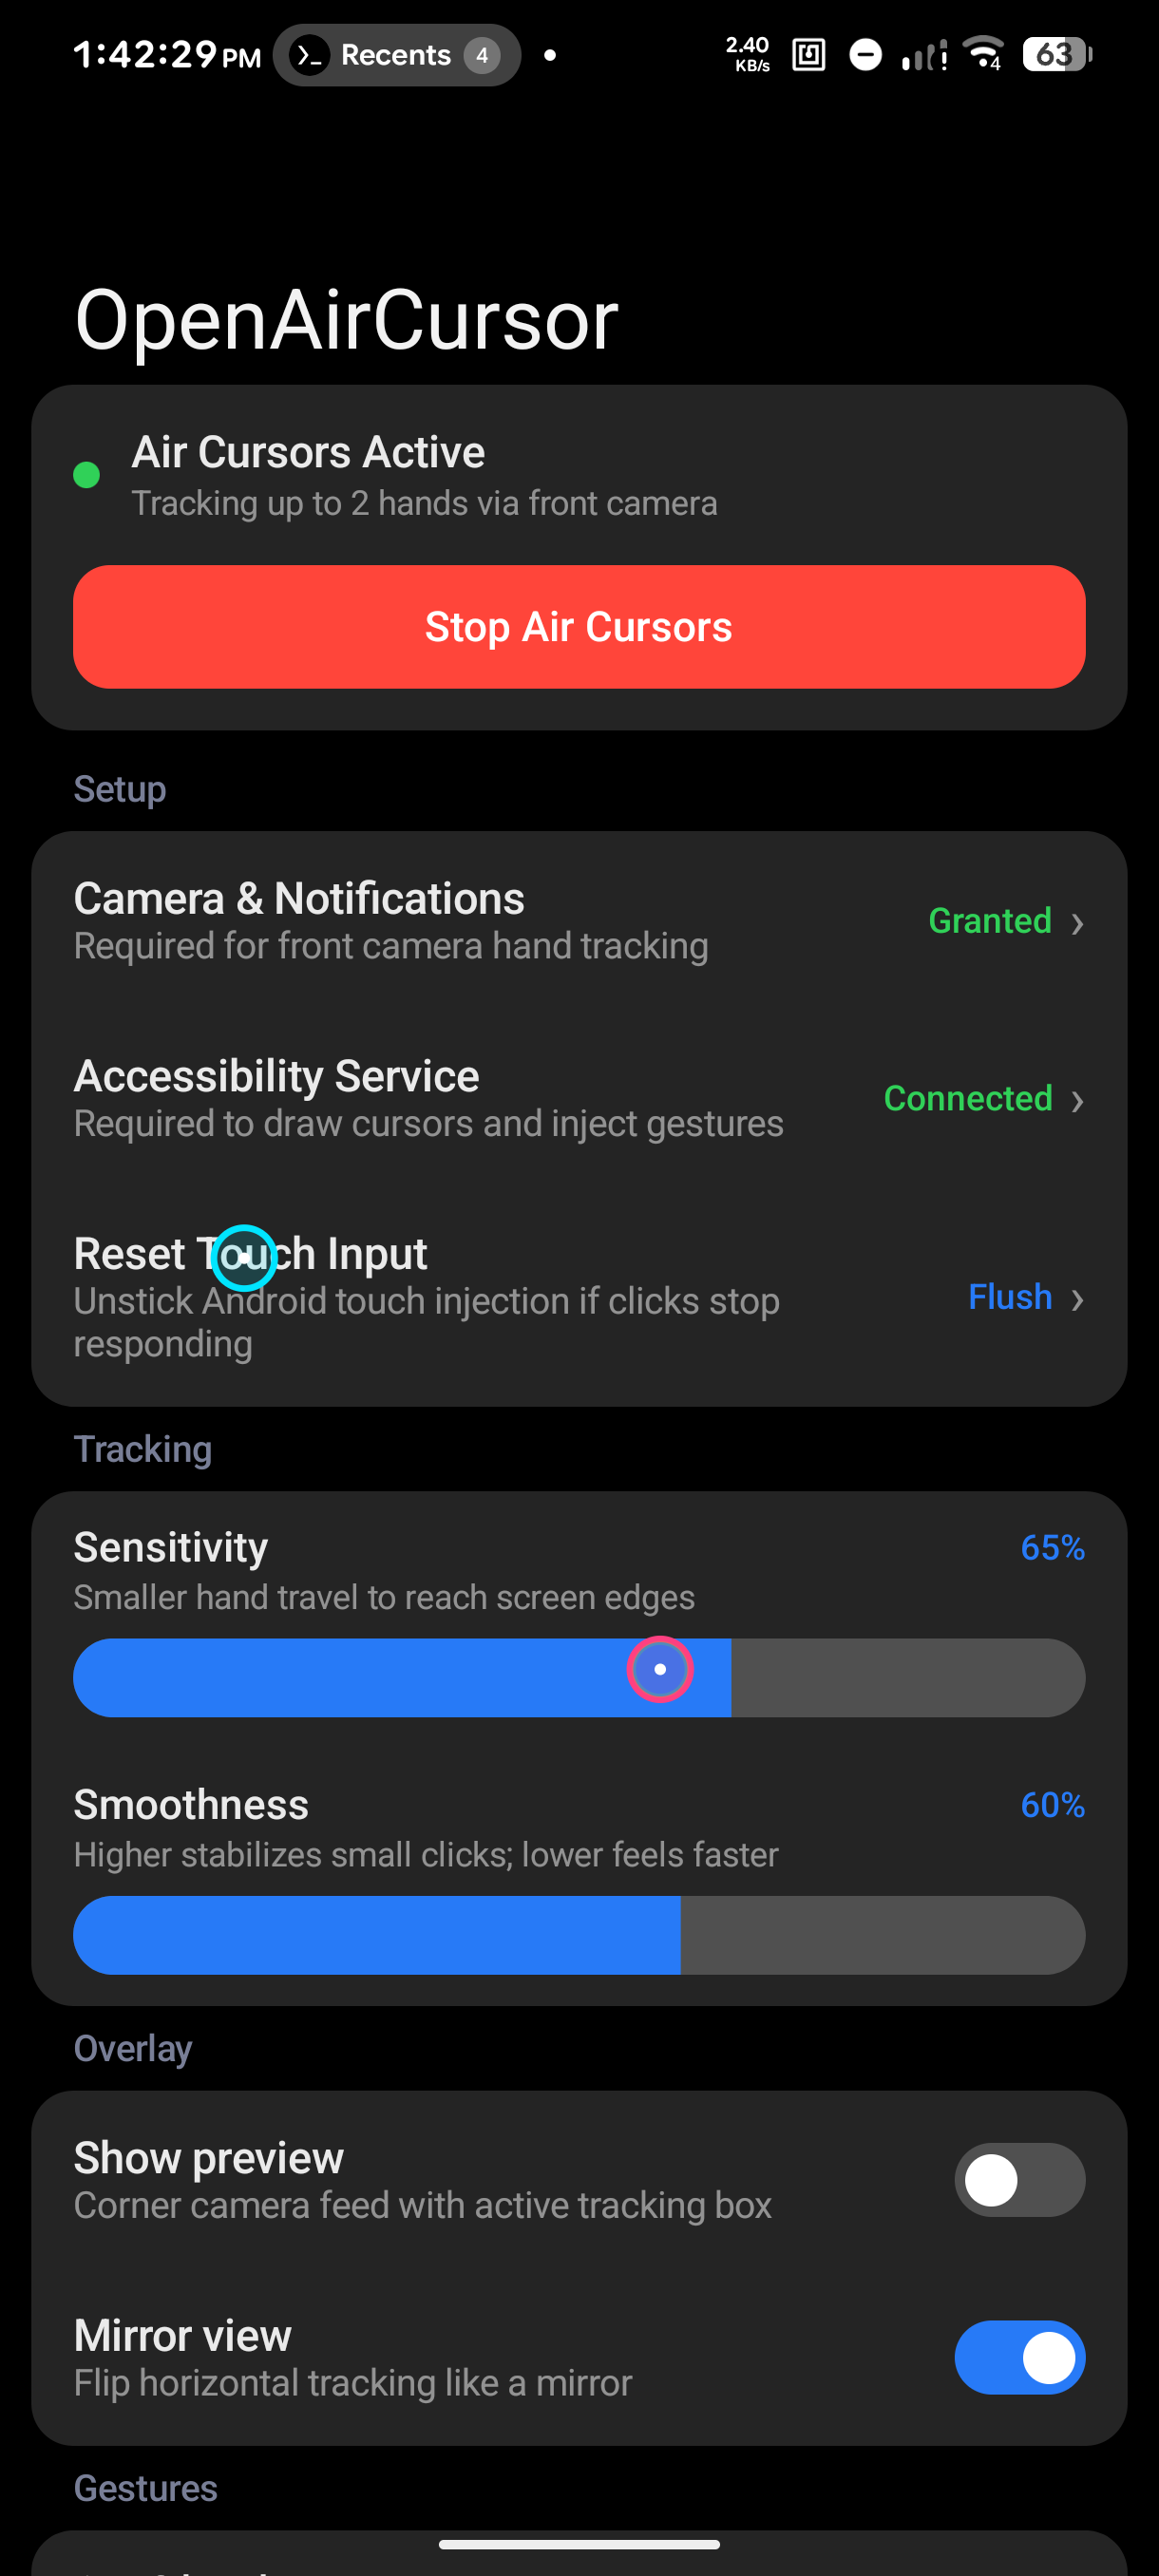 1:42:29 PM
Recents 4
2.40
KB/s
4
63
OpenAirCursor
Air Cursors Active
Tracking up to 2 hands via front camera
Stop Air Cursors
Setup
Camera & Notifications
Required for front camera hand tracking
Granted
Accessibility Service
Required to draw cursors and inject gestures
Connected
Reset Touch Input
Unstick Android touch injection if clicks stop
responding
Flush
Tracking
Sensitivity
65%
Smaller hand travel to reach screen edges
Smoothness
60%
Higher stabilizes small clicks; lower feels faster
Overlay
Show preview
Corner camera feed with active tracking box
Mirror view
Flip horizontal tracking like a mirror
Gestures